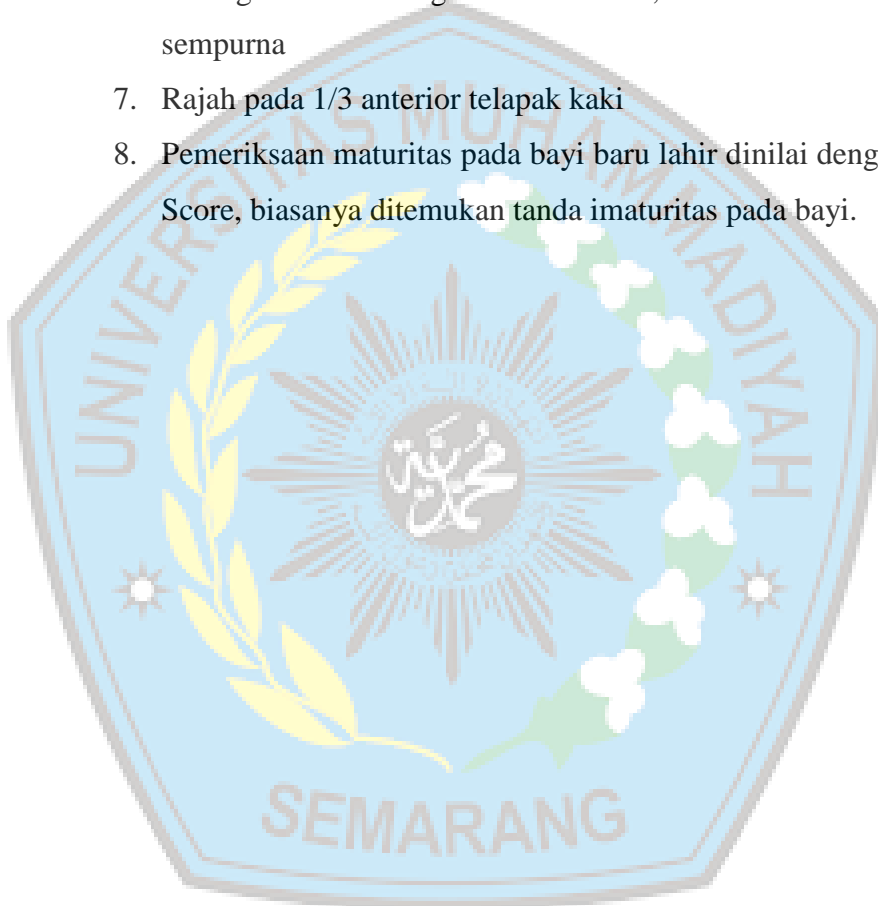 sempurna
7. Rajah pada 1/3 anterior telapak kaki
8. Pemeriksaan maturitas pada bayi baru lahir dinilai deng
Score, biasanya ditemukan tanda imaturitas pada bayi.
UNIVERSITAS MUHAMMADIYAH
SEMARANG